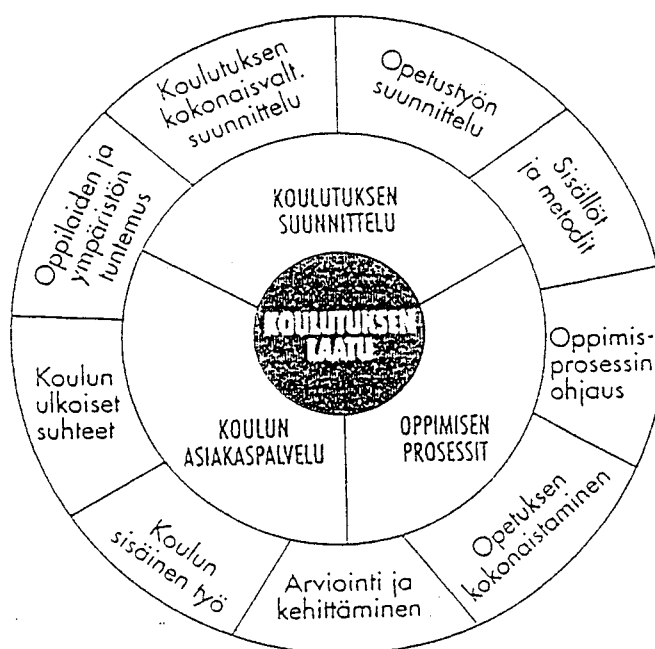 Koulutuksen
kokonaisvalt.
suunnittelu
Opetustyön
suunnittelu
Sisällöt
ja metodit
Oppimis-
prosessin
ohjaus
Opetuksen
kokonaistaminen
Arviointi ja
kehittäminen
Koulun
sisäinen työ
Koulun
ulkoiset
suhteet
Oppilaiden ja
ympäristön
tuntemus
KOULUTUKSEN
SUUNNITTELU
OPPIMISEN
PROSESSIT
KOULUN
ASIAKASPALVELU
KOULUTUKSEN
LAATU